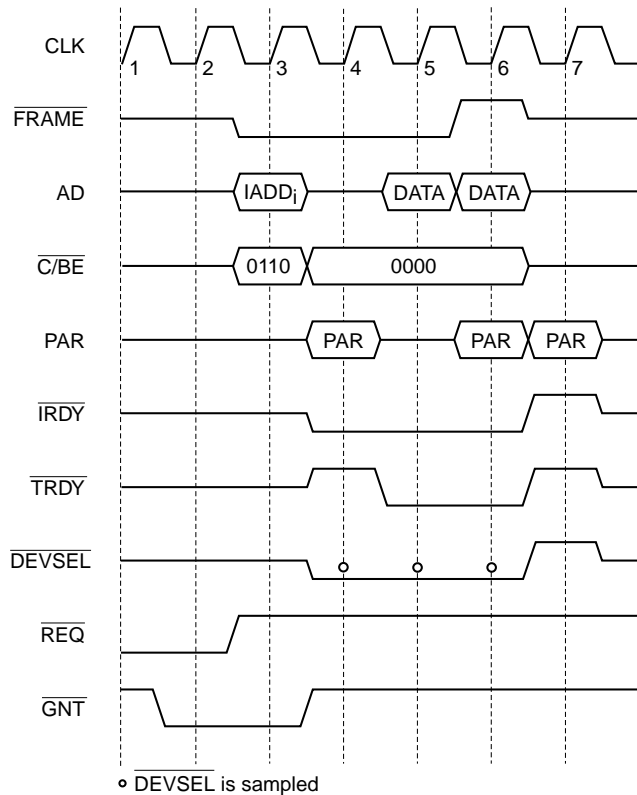 CLK
1 2 3 4 5 6 7
FRAME
AD IADDi DATA DATA
C/BE 0110 0000
PAR PAR PAR PAR
IRDY
TRDY
DEVSEL
REQ
GNT
DEVSEL is sampled